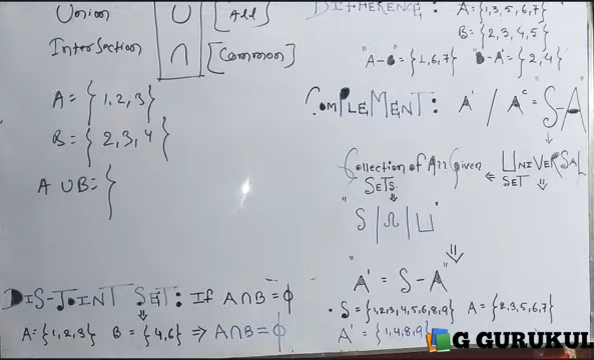 Union ∪ [All]
Intersection ∩ [Common]
A = {1,2,3}
B = {2,3,4}
A ∪ B = {
DIS-JOINT SET: If A∩B = ϕ
⇓
A = {1,2,3} B = {4,6} ⇒ A∩B = ϕ
DIFFERENCE: A = {1,3,5,6,7}
B = {2,3,4,5}
"A-B" = {1,6,7} "B-A" = {2,4}
COMPLEMENT: A' / Aᶜ = "S-A"
↓
Collection of All Given ⇐ UNIVERSAL
SETS. SET ⇓
⇓
"S/Ω/U"
⇓
"A' = S-A"
• S = {1,2,3,4,5,6,8,9} A = {2,3,5,6,7}
A' = {1,4,8,9}
G GURUKUL